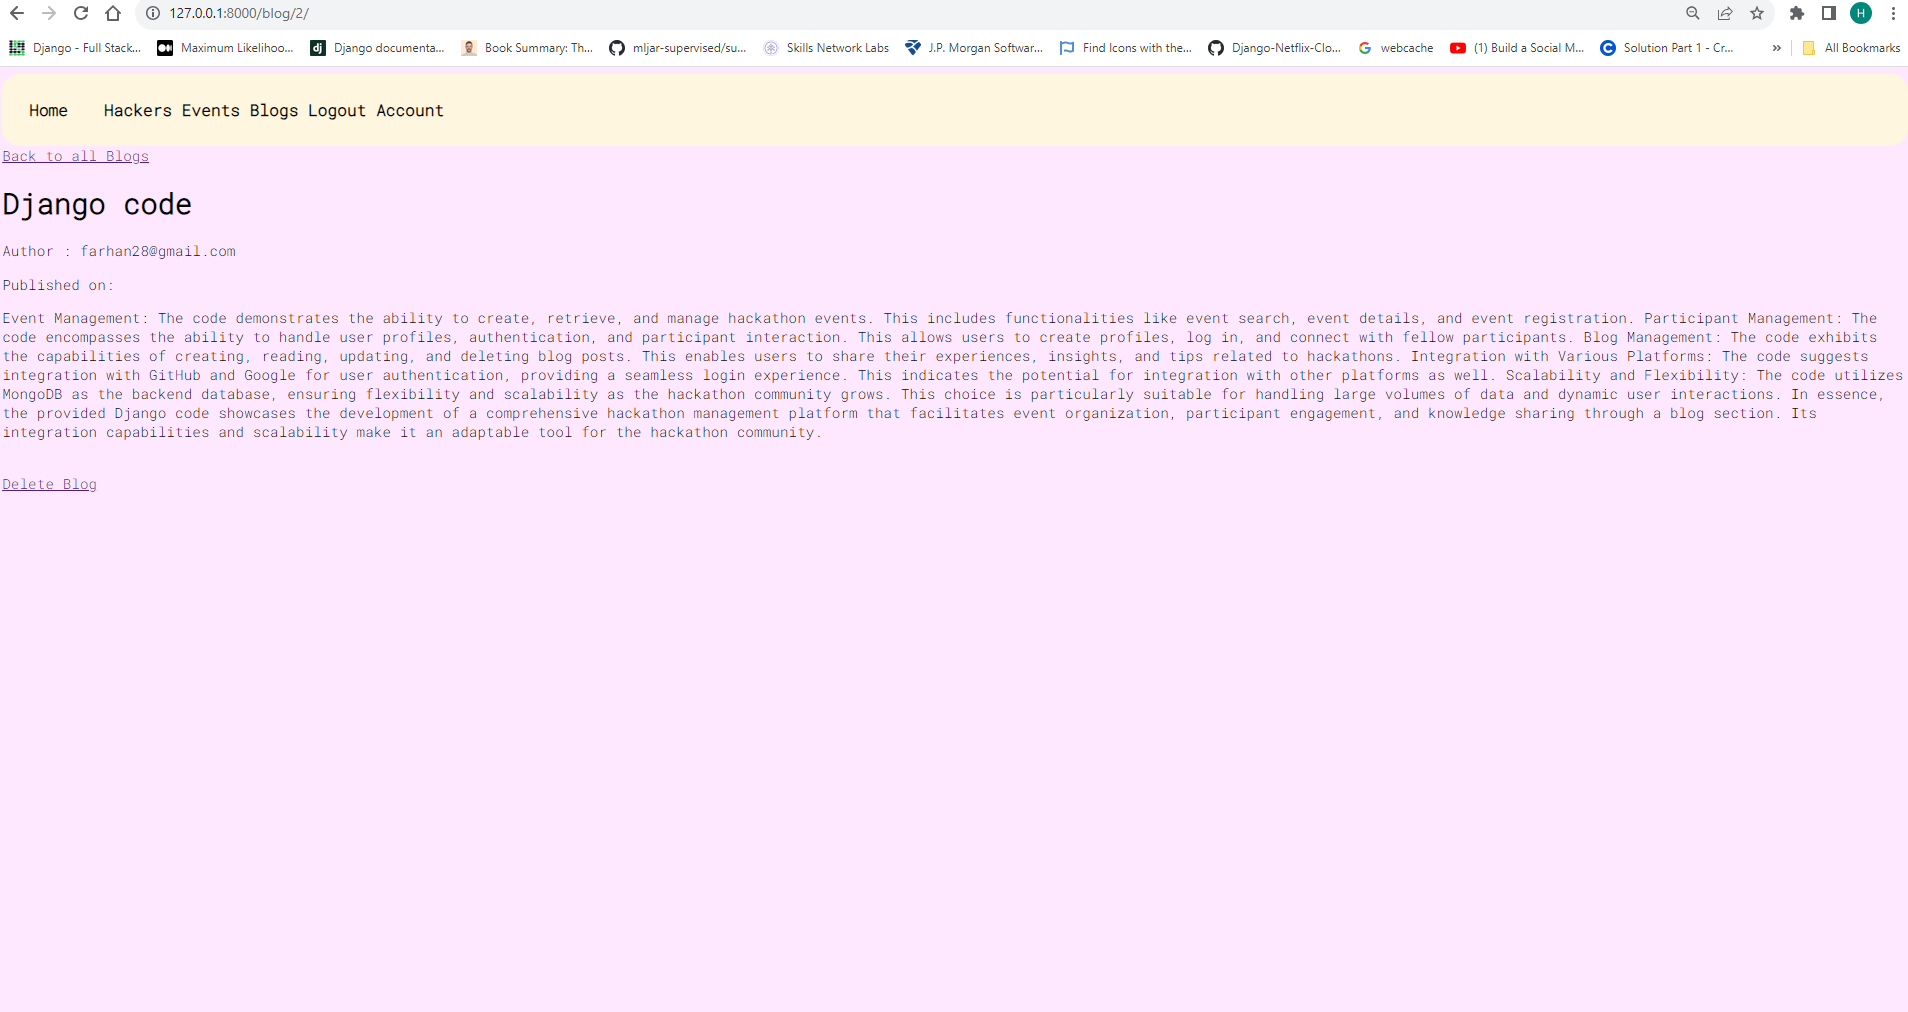 127.0.0.1:8000/blog/2/
H
Django - Full Stack... Maximum Likelihoo... dj Django documenta... Book Summary: Th... mljar-supervised/su... Skills Network Labs J.P. Morgan Softwar... Find Icons with the... Django-Netflix-Clo... G webcache (1) Build a Social M... C Solution Part 1 - Cr... » All Bookmarks
Home Hackers Events Blogs Logout Account
Back to all Blogs
Django code
Author : farhan28@gmail.com
Published on:
Event Management: The code demonstrates the ability to create, retrieve, and manage hackathon events. This includes functionalities like event search, event details, and event registration. Participant Management: The
code encompasses the ability to handle user profiles, authentication, and participant interaction. This allows users to create profiles, log in, and connect with fellow participants. Blog Management: The code exhibits
the capabilities of creating, reading, updating, and deleting blog posts. This enables users to share their experiences, insights, and tips related to hackathons. Integration with Various Platforms: The code suggests
integration with GitHub and Google for user authentication, providing a seamless login experience. This indicates the potential for integration with other platforms as well. Scalability and Flexibility: The code utilizes
MongoDB as the backend database, ensuring flexibility and scalability as the hackathon community grows. This choice is particularly suitable for handling large volumes of data and dynamic user interactions. In essence,
the provided Django code showcases the development of a comprehensive hackathon management platform that facilitates event organization, participant engagement, and knowledge sharing through a blog section. Its
integration capabilities and scalability make it an adaptable tool for the hackathon community.
Delete Blog